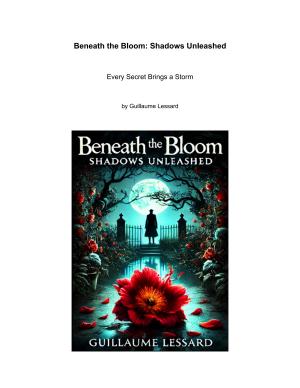 Beneath the Bloom: Shadows Unleashed
Every Secret Brings a Storm
by Guillaume Lessard
Beneath the Bloom
SHADOWS UNLEASHED
GUILLAUME LESSARD